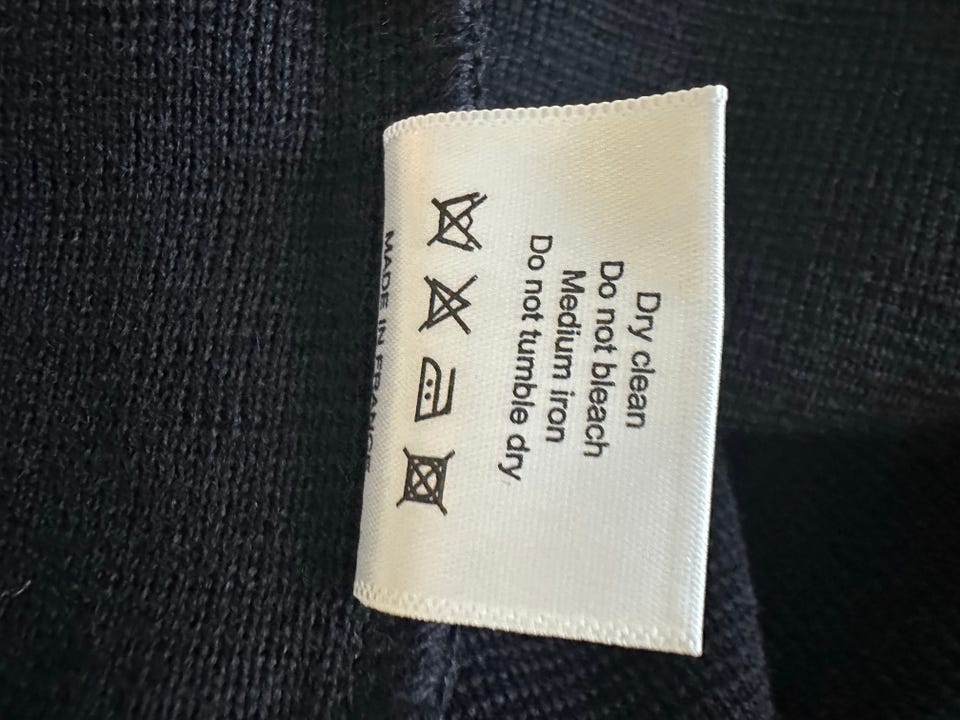 Dry clean
Do not bleach
Medium iron
Do not tumble dry
MADE IN FRANCE